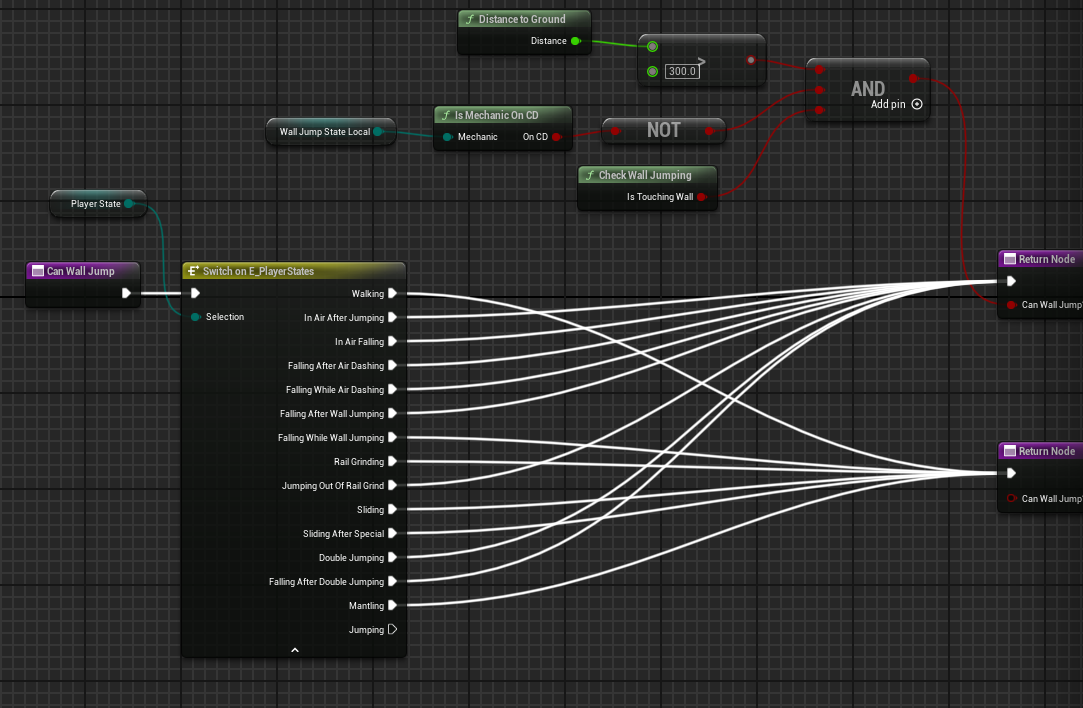 Distance to Ground
Distance
>
300.0
AND
Add pin
Wall Jump State Local
Is Mechanic On CD
Mechanic
On CD
NOT
Check Wall Jumping
Is Touching Wall
Player State
Can Wall Jump
Switch on E_PlayerStates
Selection
Walking
In Air After Jumping
In Air Falling
Falling After Air Dashing
Falling While Air Dashing
Falling After Wall Jumping
Falling While Wall Jumping
Rail Grinding
Jumping Out Of Rail Grind
Sliding
Sliding After Special
Double Jumping
Falling After Double Jumping
Mantling
Jumping
Return Node
Can Wall Jump
Return Node
Can Wall Jump